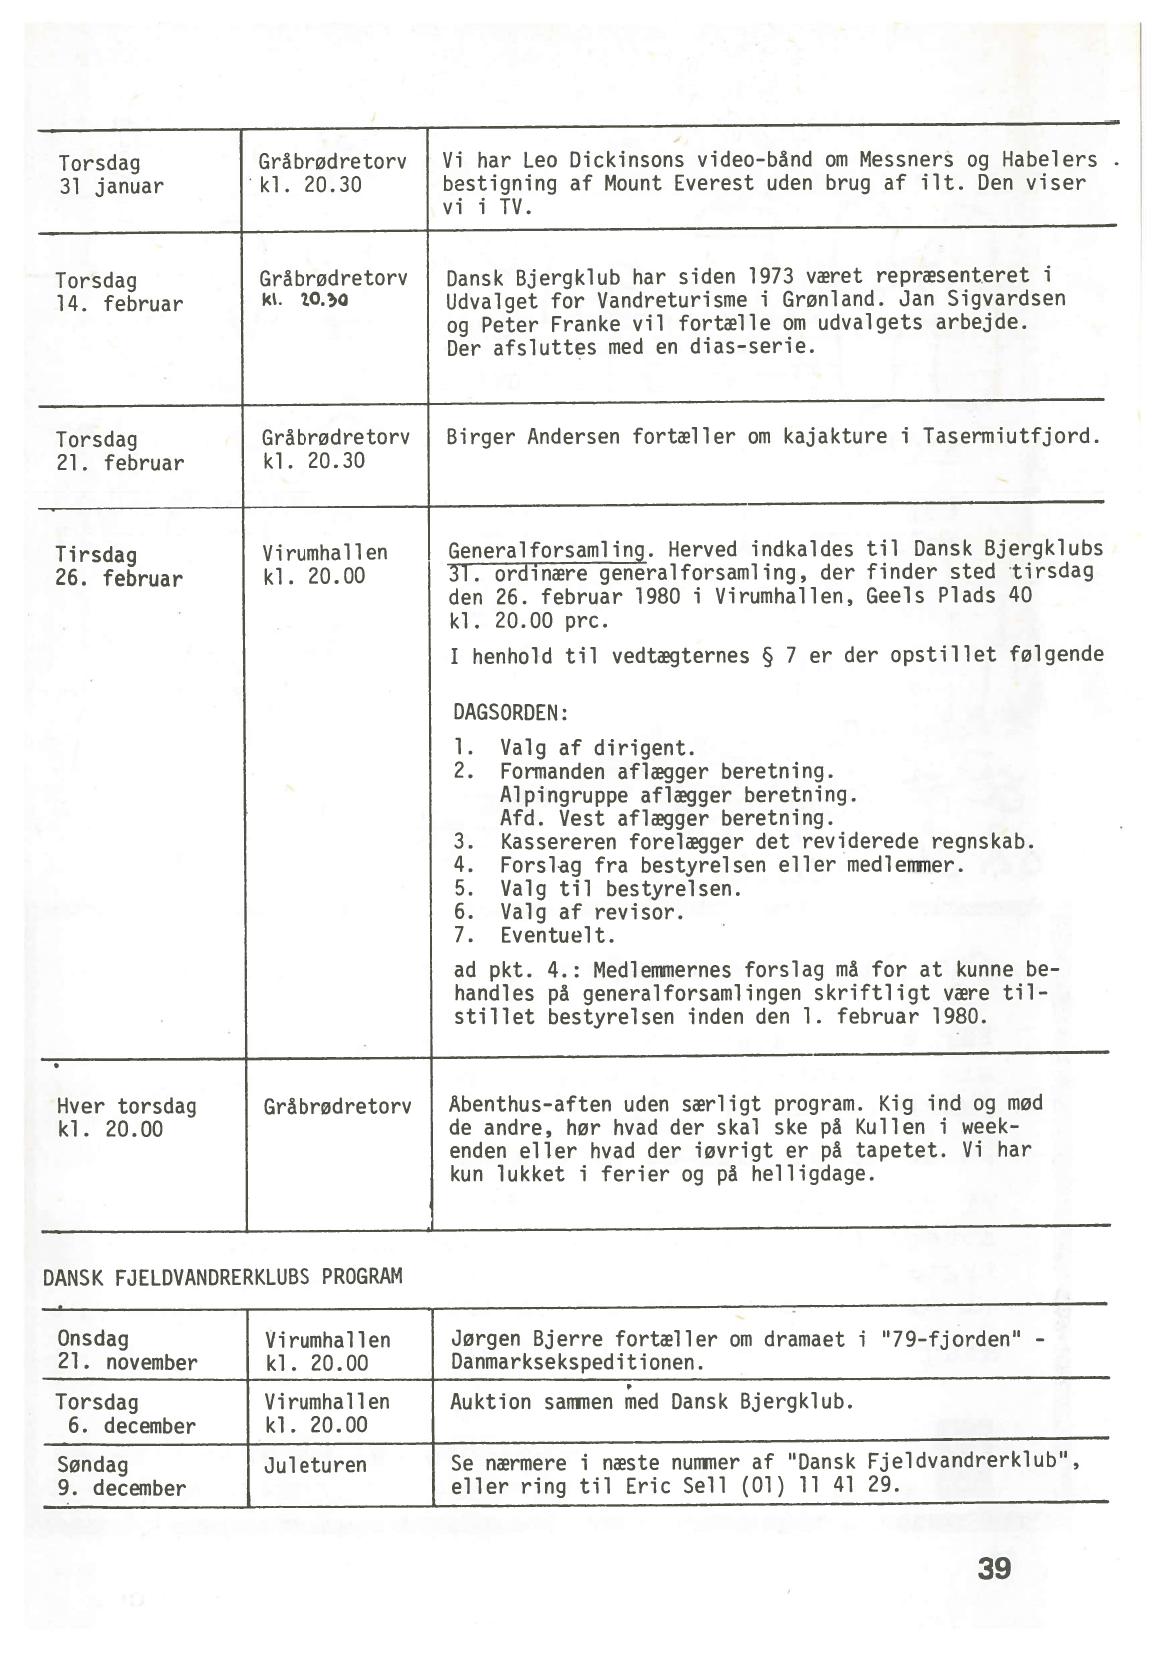 Torsdag
31 januar
Gråbrødretorv
kl. 20.30
Vi har Leo Dickinsons video-bånd om Messners og Habelers
bestigning af Mount Everest uden brug af ilt. Den viser
vi i TV.
Torsdag
14. februar
Gråbrødretorv
kl. 20.30
Dansk Bjergklub har siden 1973 været repræsenteret i
Udvalget for Vandreturisme i Grønland. Jan Sigvardsen
og Peter Franke vil fortælle om udvalgets arbejde.
Der afsluttes med en dias-serie.
Torsdag
21. februar
Gråbrødretorv
kl. 20.30
Birger Andersen fortæller om kajakture i Tasermiutfjord.
Tirsdag
26. februar
Virumhallen
kl. 20.00
Generalforsamling. Herved indkaldes til Dansk Bjergklubs
31. ordinære generalforsamling, der finder sted tirsdag
den 26. februar 1980 i Virumhallen, Geels Plads 40
kl. 20.00 prc.
I henhold til vedtægternes § 7 er der opstillet følgende
DAGSORDEN:
1. Valg af dirigent.
2. Formanden aflægger beretning.
Alpingruppe aflægger beretning.
Afd. Vest aflægger beretning.
3. Kassereren forelægger det reviderede regnskab.
4. Forslag fra bestyrelsen eller medlemmer.
5. Valg til bestyrelsen.
6. Valg af revisor.
7. Eventuelt.
ad pkt. 4.: Medlemmernes forslag må for at kunne be-
handles på generalforsamlingen skriftligt være til-
stillet bestyrelsen inden den 1. februar 1980.
Hver torsdag
kl. 20.00
Gråbrødretorv
Åbenthus-aften uden særligt program. Kig ind og mød
de andre, hør hvad der skal ske på Kullen i week-
enden eller hvad der iøvrigt er på tapetet. Vi har
kun lukket i ferier og på helligdage.
DANSK FJELDVANDRERKLUBS PROGRAM
Onsdag
21. november
Virumhallen
kl. 20.00
Jørgen Bjerre fortæller om dramaet i "79-fjorden" -
Danmarksekspeditionen.
Torsdag
6. december
Virumhallen
kl. 20.00
Auktion sammen med Dansk Bjergklub.
Søndag
9. december
Juleturen
Se nærmere i næste nummer af "Dansk Fjeldvandrerklub",
eller ring til Eric Sell (01) 11 41 29.
39